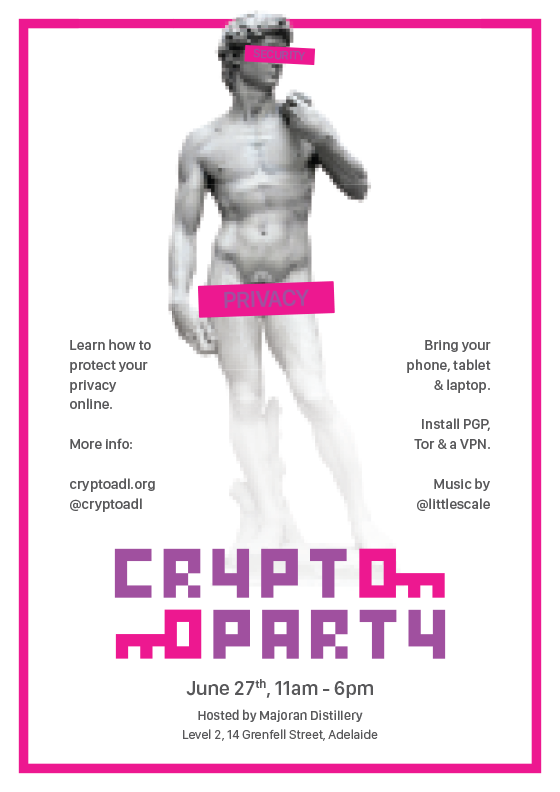 SECURITY
PRIVACY
Learn how to
protect your
privacy
online.
More info:
cryptoadl.org
@cryptoadl
Bring your
phone, tablet
& laptop.
Install PGP,
Tor & a VPN.
Music by
@littlescale
CRYPTO
PARTY
June 27th, 11am - 6pm
Hosted by Majoran Distillery
Level 2, 14 Grenfell Street, Adelaide